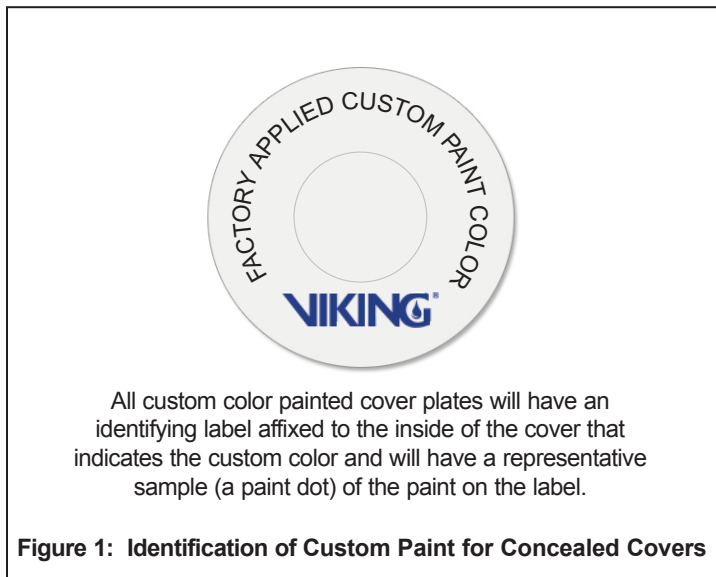 FACTORY APPLIED CUSTOM PAINT COLOR
VIKING®
All custom color painted cover plates will have an
identifying label affixed to the inside of the cover that
indicates the custom color and will have a representative
sample (a paint dot) of the paint on the label.
Figure 1: Identification of Custom Paint for Concealed Covers